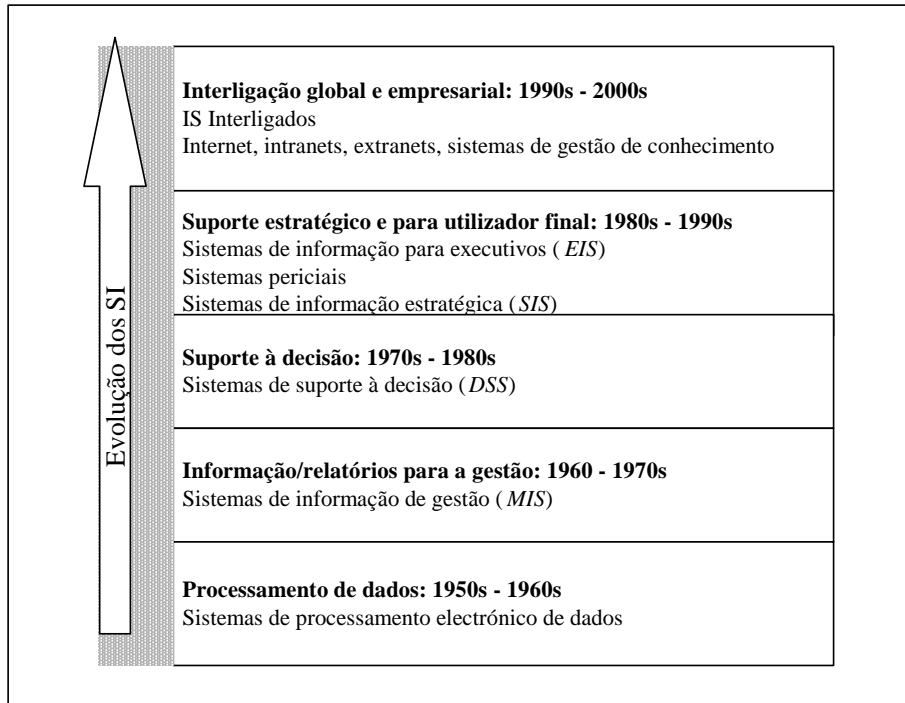 Interligação global e empresarial: 1990s - 2000s
IS Interligados
Internet, intranets, extranets, sistemas de gestão de conhecimento
Suporte estratégico e para utilizador final: 1980s - 1990s
Sistemas de informação para executivos ( EIS)
Sistemas periciais
Sistemas de informação estratégica ( SIS)
Suporte à decisão: 1970s - 1980s
Sistemas de suporte à decisão ( DSS)
Informação/relatórios para a gestão: 1960 - 1970s
Sistemas de informação de gestão ( MIS)
Processamento de dados: 1950s - 1960s
Sistemas de processamento electrónico de dados
Evolução dos SI